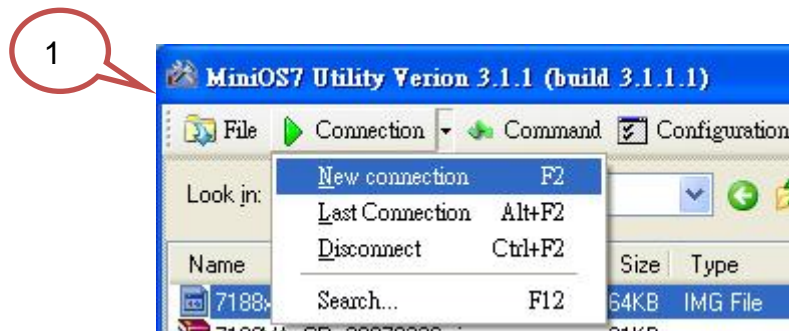 1
MiniOS7 Utility Verion 3.1.1 (build 3.1.1.1)
File Connection Command Configuration
New connection F2
Look in:
Last Connection Alt+F2
Disconnect Ctrl+F2
Name Size Type
Search... F12
7188x 64KB IMG File